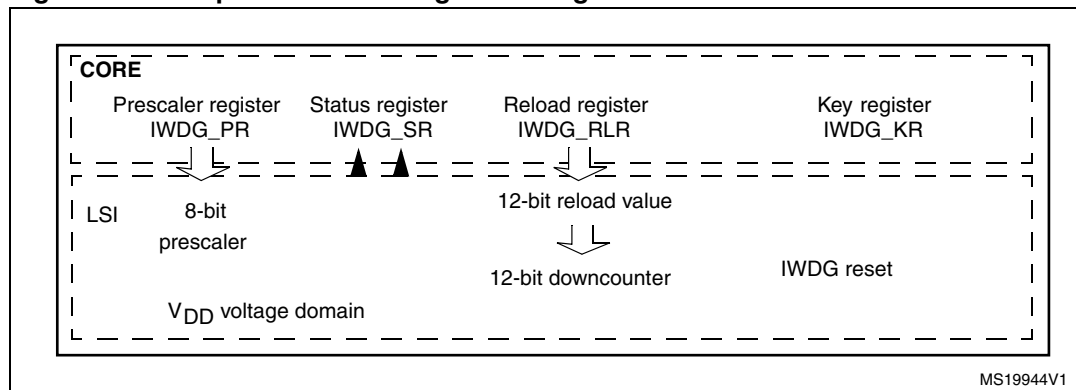 CORE
Prescaler register
IWDG_PR
Status register
IWDG_SR
Reload register
IWDG_RLR
Key register
IWDG_KR
LSI
8-bit
prescaler
12-bit reload value
12-bit downcounter
IWDG reset
VDD voltage domain
MS19944V1